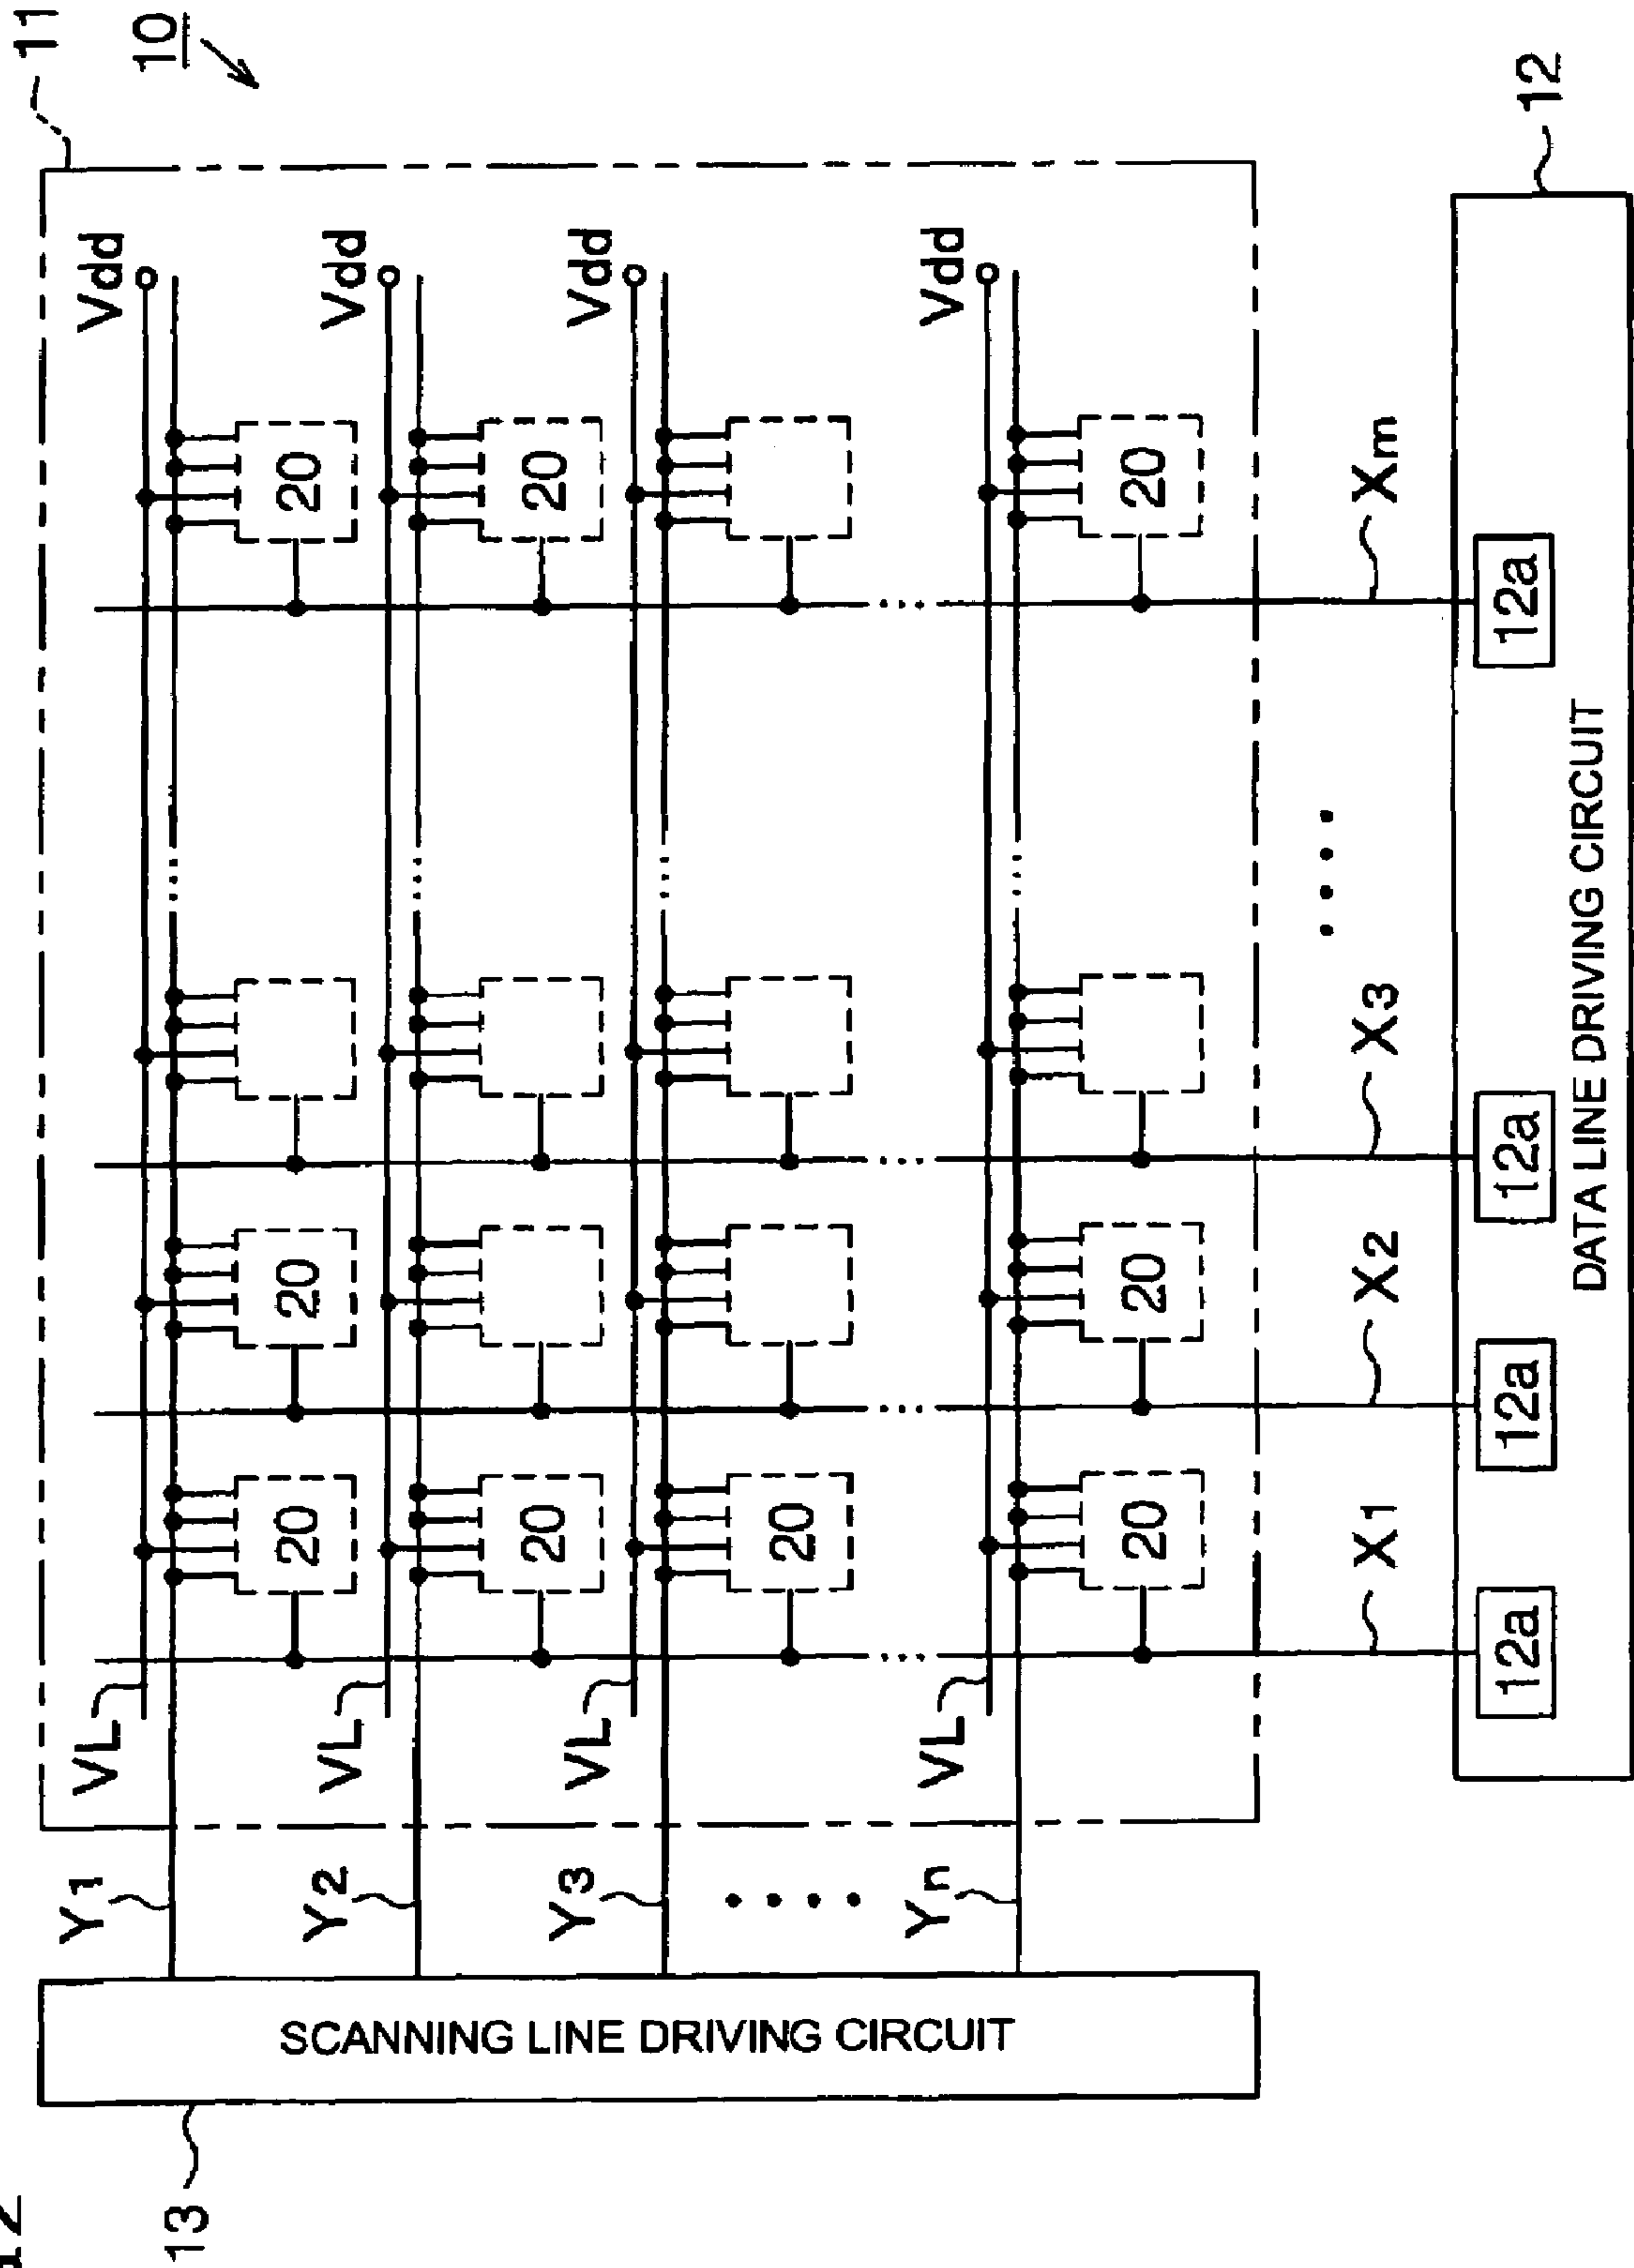 11
10
Vdd
20 20 20
VL
Y1
Vdd
20 20
VL
Y2
Vdd
20
VL
Y3
Vdd
20 20 20
VL
Yn
SCANNING LINE DRIVING CIRCUIT
13
X1 X2 X3 Xm
12
12a 12a 12a 12a
DATA LINE DRIVING CIRCUIT